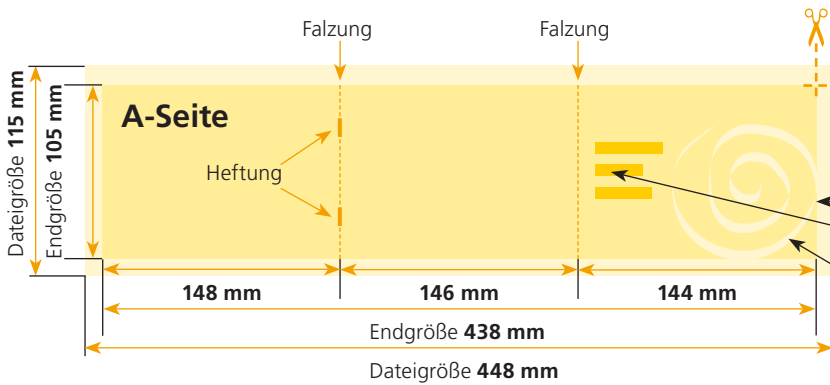 Falzung
Falzung
A-Seite
Heftung
Dateigröße 115 mm
Endgröße 105 mm
148 mm
146 mm
144 mm
Endgröße 438 mm
Dateigröße 448 mm